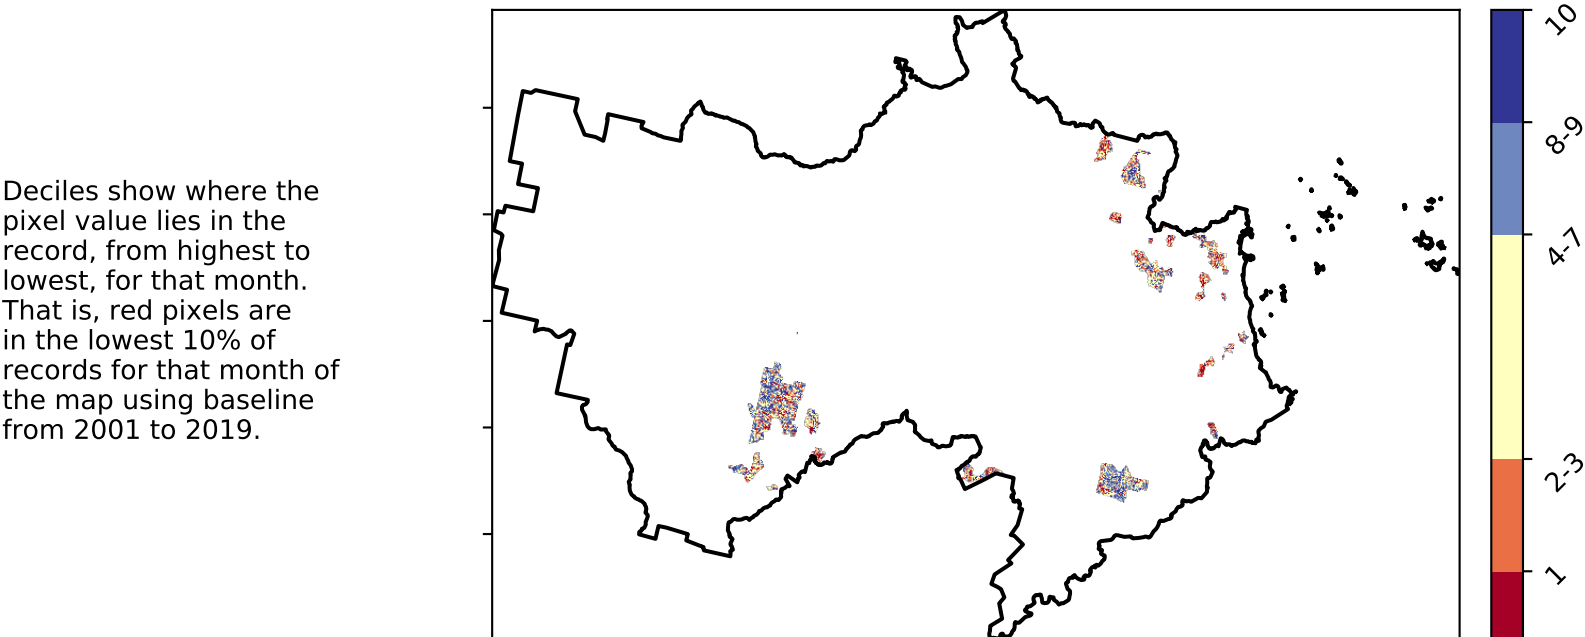 Deciles show where the
pixel value lies in the
record, from highest to
lowest, for that month.
That is, red pixels are
in the lowest 10% of
records for that month of
the map using baseline
from 2001 to 2019.
10
8-9
4-7
2-3
1